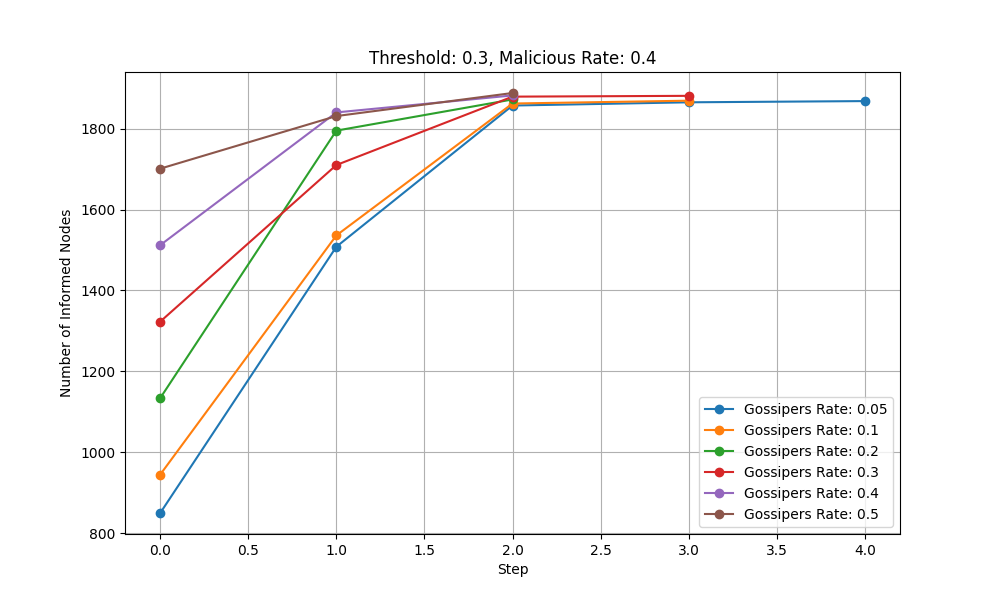 Threshold: 0.3, Malicious Rate: 0.4
Number of Informed Nodes
1800
1600
1400
1200
1000
800
0.0 0.5 1.0 1.5 2.0 2.5 3.0 3.5 4.0
Step
Gossipers Rate: 0.05
Gossipers Rate: 0.1
Gossipers Rate: 0.2
Gossipers Rate: 0.3
Gossipers Rate: 0.4
Gossipers Rate: 0.5